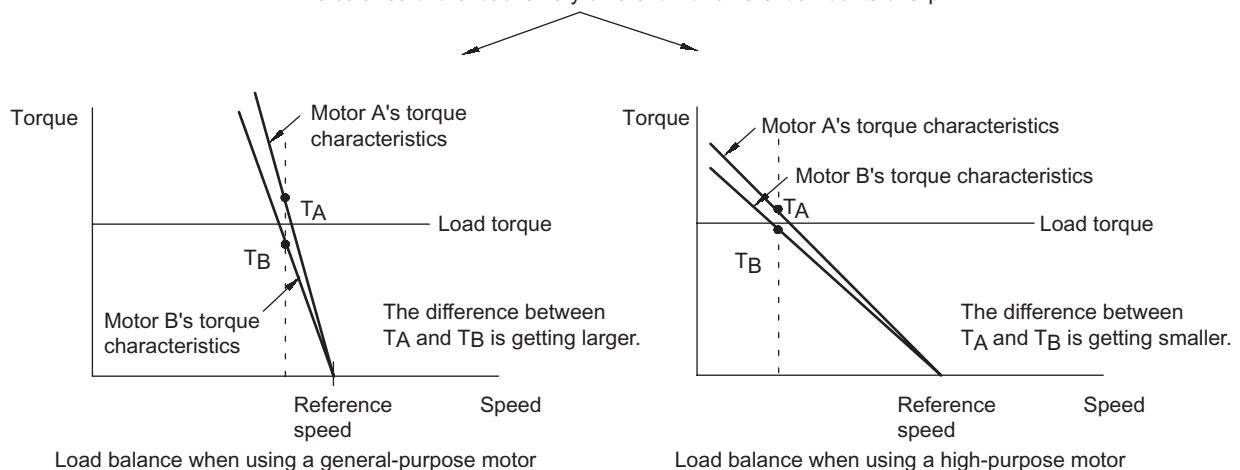 Torque
Motor A's torque
characteristics
TA
Load torque
TB
Motor B's torque
characteristics
The difference between
TA and TB is getting larger.
Reference
speed
Speed
Load balance when using a general-purpose motor
Torque
Motor A's torque characteristics
Motor B's torque characteristics
TA
Load torque
TB
The difference between
TA and TB is getting smaller.
Reference
speed
Speed
Load balance when using a high-purpose motor